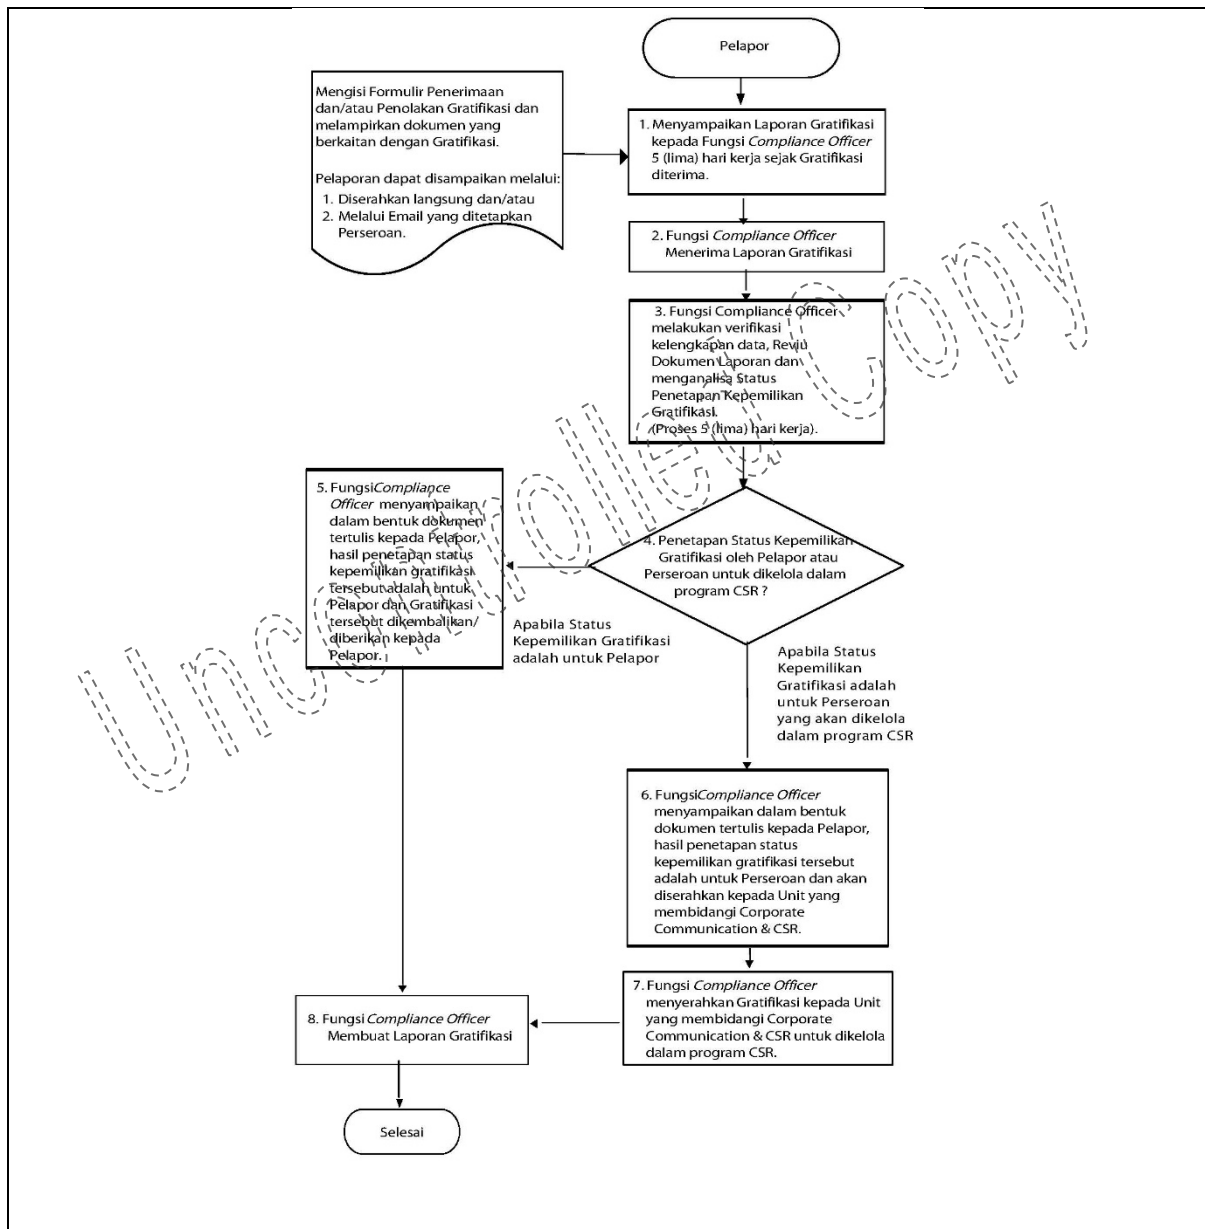 Pelapor
Mengisi Formulir Penerimaan
dan/atau Penolakan Gratifikasi dan
melampirkan dokumen yang
berkaitan dengan Gratifikasi.
Pelaporan dapat disampaikan melalui:
1. Diserahkan langsung dan/atau
2. Melalui Email yang ditetapkan
Perseroan.
1. Menyampaikan Laporan Gratifikasi
kepada Fungsi Compliance Officer
5 (lima) hari kerja sejak Gratifikasi
diterima.
2. Fungsi Compliance Officer
Menerima Laporan Gratifikasi
3. Fungsi Compliance Officer
melakukan verifikasi
kelengkapan data, Reviu
Dokumen Laporan dan
menganalisa Status
Penetapan Kepemilikan
Gratifikasi.
(Proses 5 (lima) hari kerja).
4. Penetapan Status Kepemilikan
Gratifikasi oleh Pelapor atau
Perseroan untuk dikelola dalam
program CSR ?
5. FungsiCompliance
Officer menyampaikan
dalam bentuk dokumen
tertulis kepada Pelapor,
hasil penetapan status
kepemilikan gratifikasi
tersebut adalah untuk
Pelapor dan Gratifikasi
tersebut dikembalikan/
diberikan kepada
Pelapor.
Apabila Status
Kepemilikan Gratifikasi
adalah untuk Pelapor
Apabila Status
Kepemilikan
Gratifikasi adalah
untuk Perseroan
yang akan dikelola
dalam program CSR
6. FungsiCompliance Officer
menyampaikan dalam bentuk
dokumen tertulis kepada Pelapor,
hasil penetapan status
kepemilikan gratifikasi tersebut
adalah untuk Perseroan dan akan
diserahkan kepada Unit yang
membidangi Corporate
Communication & CSR.
7. Fungsi Compliance Officer
menyerahkan Gratifikasi kepada Unit
yang membidangi Corporate
Communication & CSR untuk dikelola
dalam program CSR.
8. Fungsi Compliance Officer
Membuat Laporan Gratifikasi
Selesai
Uncontrolled Copy